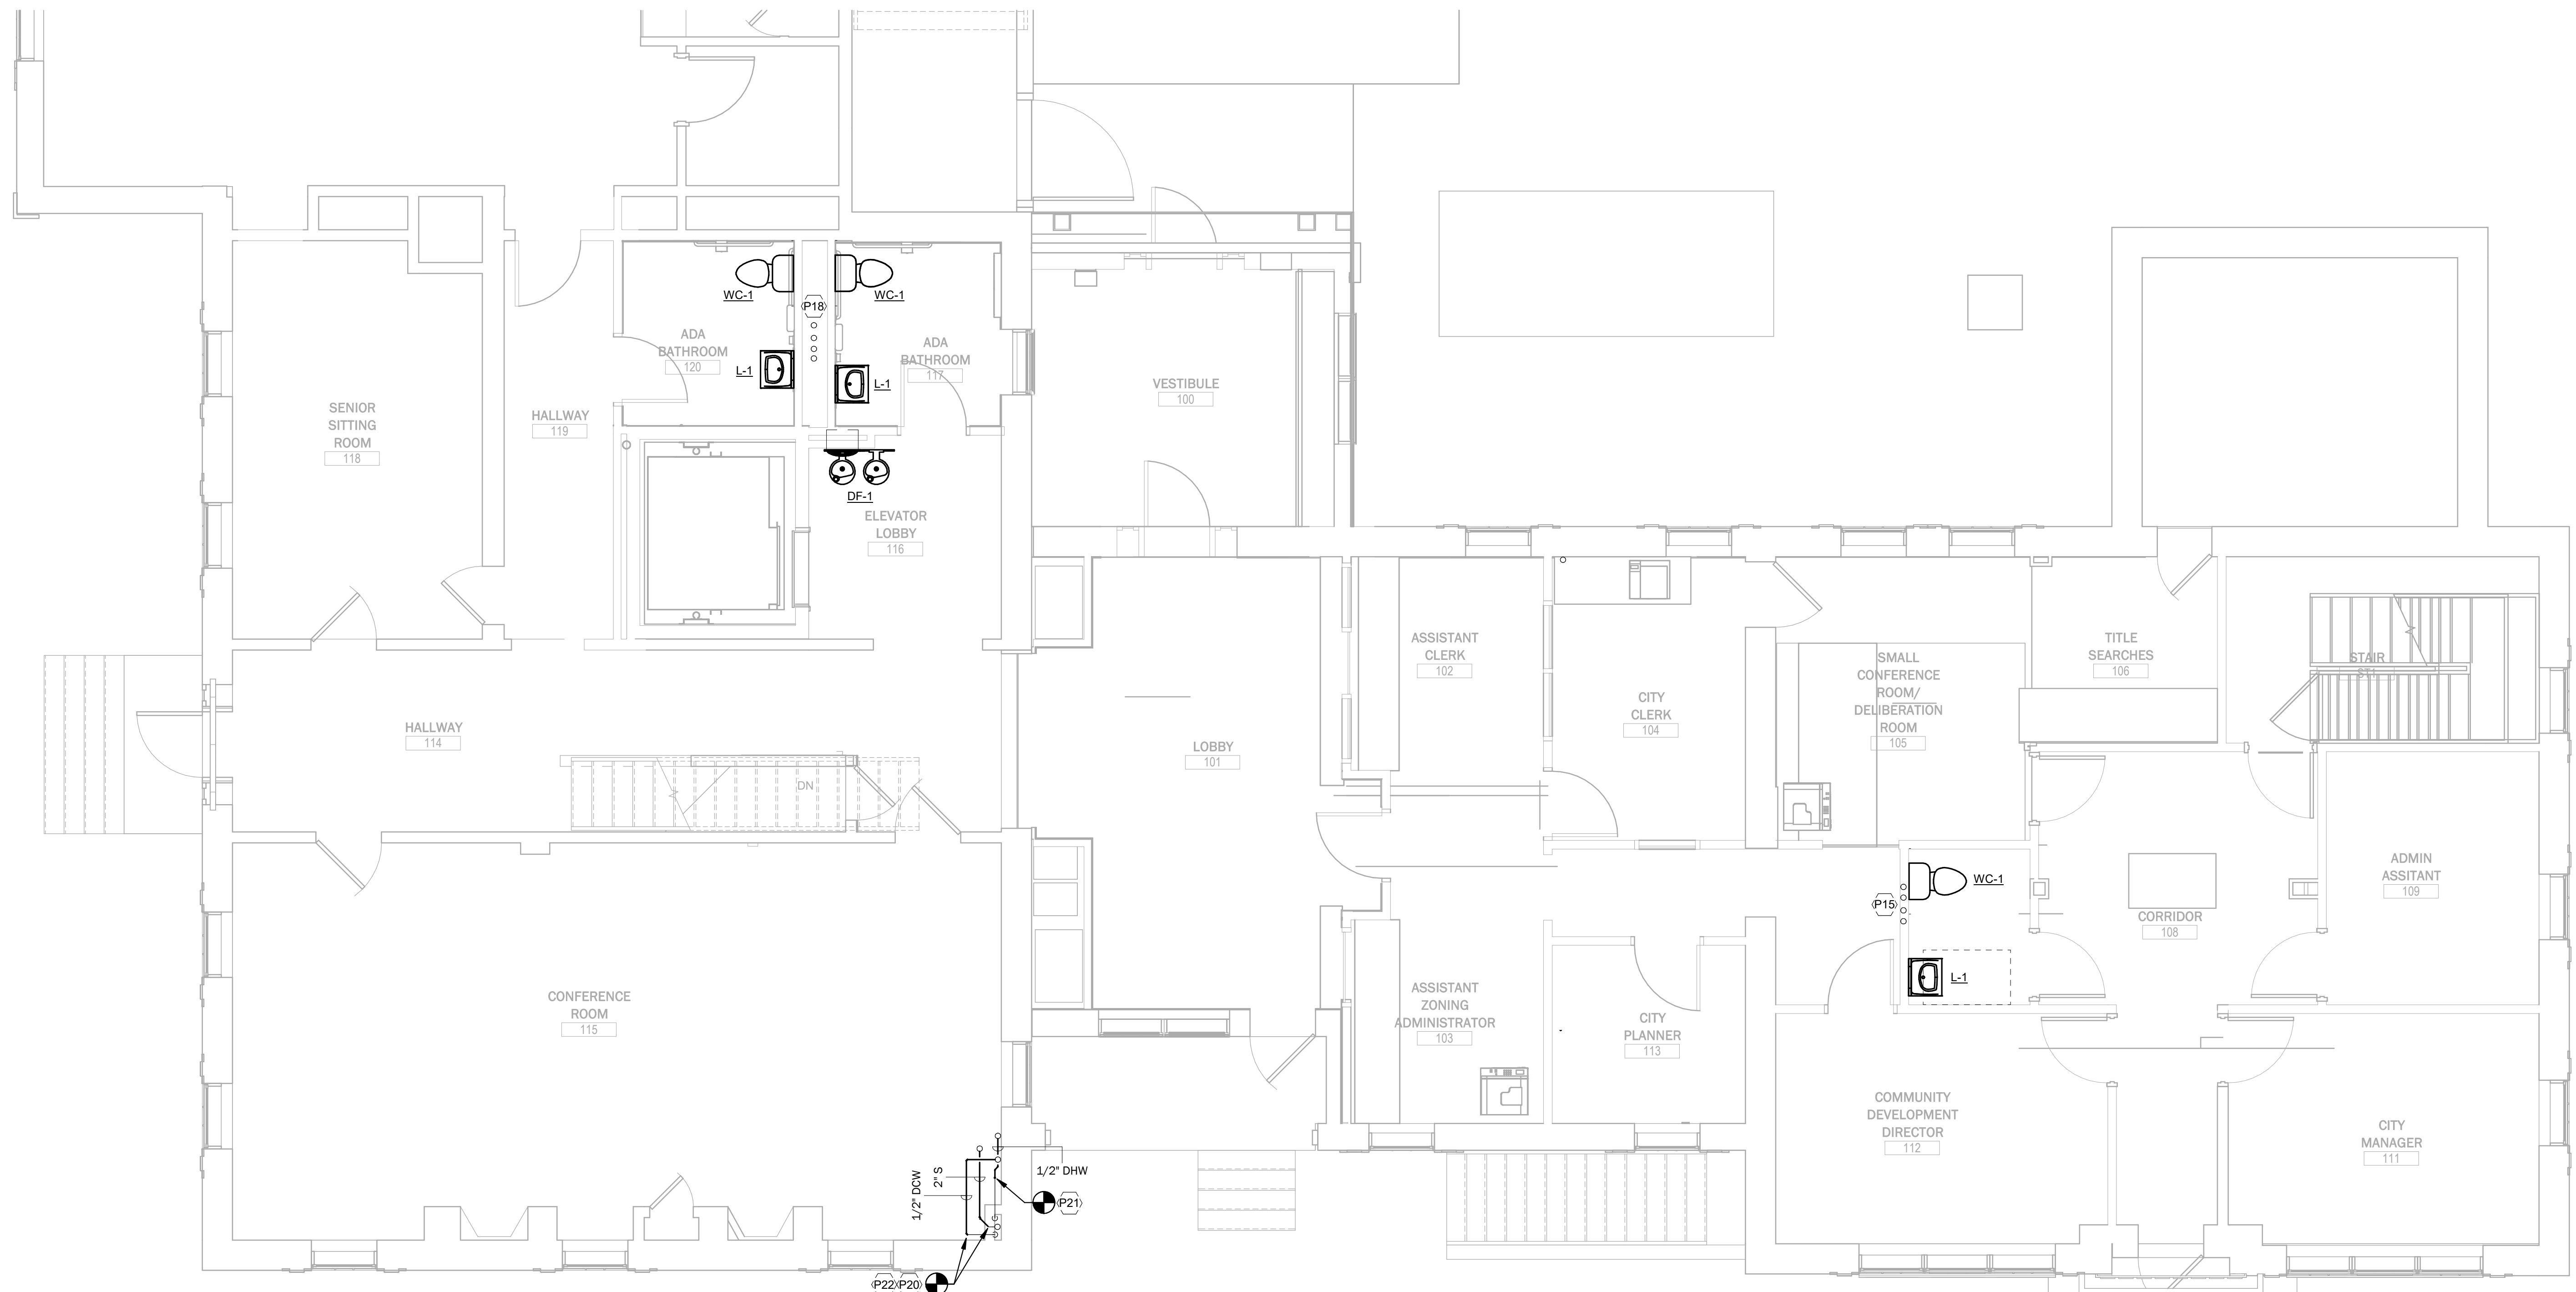 WC-1
WC-1
P18
ADA
BATHROOM
120
ADA
BATHROOM
117
L-1
L-1
VESTIBULE
100
SENIOR
SITTING
ROOM
118
HALLWAY
119
DF-1
ELEVATOR
LOBBY
116
ASSISTANT
CLERK
102
CITY
CLERK
104
SMALL
CONFERENCE
ROOM/
DELIBERATION
ROOM
105
TITLE
SEARCHES
106
STAIR
ST1
HALLWAY
114
LOBBY
101
DN
WC-1
P15
CORRIDOR
108
ADMIN
ASSITANT
109
L-1
CONFERENCE
ROOM
115
ASSISTANT
ZONING
ADMINISTRATOR
103
CITY
PLANNER
113
COMMUNITY
DEVELOPMENT
DIRECTOR
112
CITY
MANAGER
111
1/2" DCW
2" S
1/2" DHW
P21
P22
P20